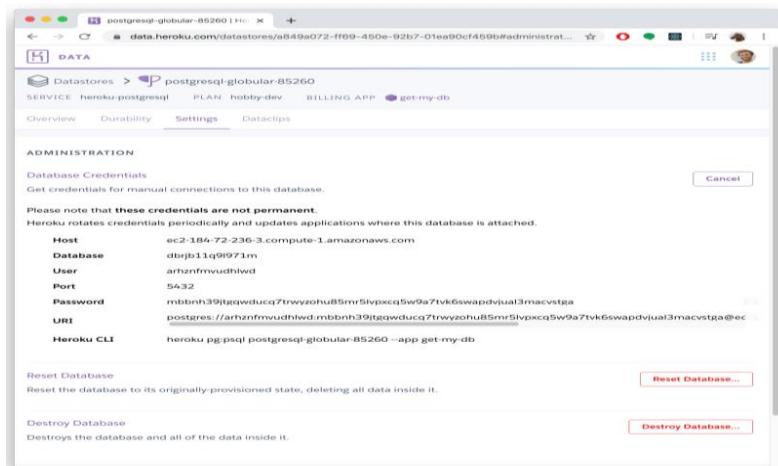 postgresql-globular-85260 | He
data.heroku.com/datastores/a849a072-ff69-450e-92b7-01ea90cf459b#administrat...
DATA
Datastores > postgresql-globular-85260
SERVICE heroku-postgresql PLAN hobby-dev BILLING APP get-my-db
Overview Durability Settings Dataclips
ADMINISTRATION
Database Credentials
Cancel
Get credentials for manual connections to this database.
Please note that these credentials are not permanent.
Heroku rotates credentials periodically and updates applications where this database is attached.
Host ec2-184-72-236-3.compute-1.amazonaws.com
Database dbrjb11q9l971m
User arhznfmvudhlwd
Port 5432
Password mbbnh39jtgqwducq7trwyzohu85mr5lvpxcq5w9a7tvk6swapdvjual3macvstga
URI postgres://arhznfmvudhlwd:mbbnh39jtgqwducq7trwyzohu85mr5lvpxcq5w9a7tvk6swapdvjual3macvstga@ec
Heroku CLI heroku pg:psql postgresql-globular-85260 --app get-my-db
Reset Database
Reset Database...
Reset the database to its originally-provisioned state, deleting all data inside it.
Destroy Database
Destroy Database...
Destroys the database and all of the data inside it.